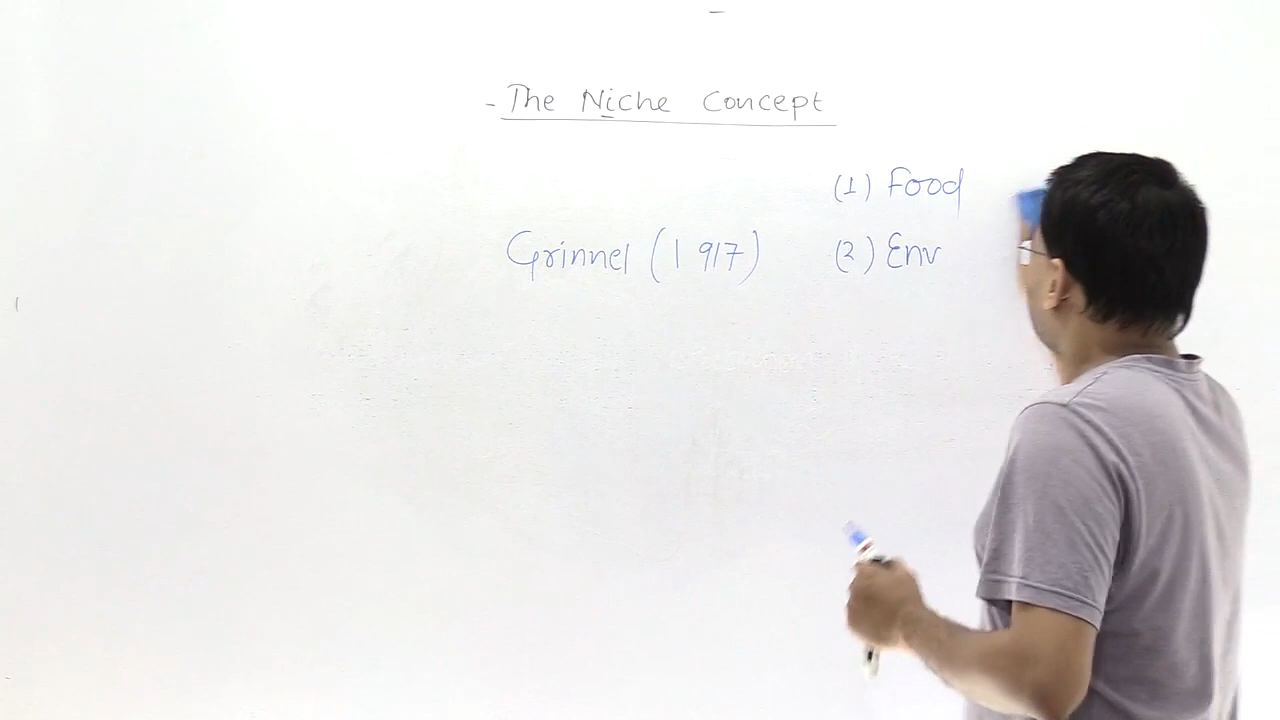 - The Niche Concept
(1) Food
Grinnel (1917) (2) Env